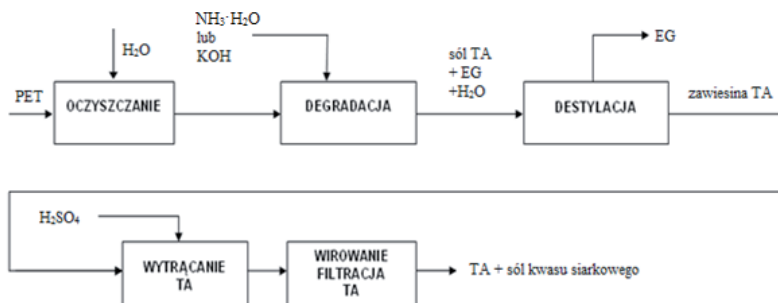 NH₃·H₂O
lub
KOH
H₂O
EG
sól TA
+ EG
+H₂O
PET
OCZYSZCZANIE
DEGRADACJA
DESTYLACJA
zawiesina TA
H₂SO₄
WYTRĄCANIE
TA
WIROWANIE
FILTRACJA
TA
TA + sól kwasu siarkowego